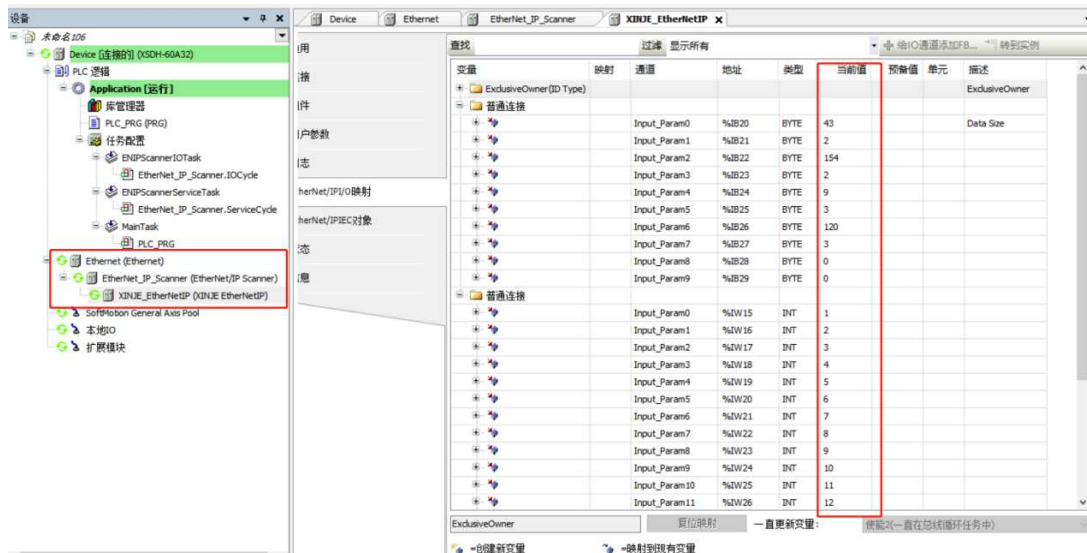 设备
Device
Ethernet
EtherNet_IP_Scanner
XINJE_EtherNetIP
未命名106
Device [连接的] (XSDH-60A32)
PLC 逻辑
Application [运行]
库管理器
PLC_PRG (PRG)
任务配置
ENIPScannerIOTask
EtherNet_IP_Scanner.IOCycle
ENIPScannerServiceTask
EtherNet_IP_Scanner.ServiceCycle
MainTask
PLC_PRG
Ethernet (Ethernet)
EtherNet_IP_Scanner (EtherNet/IP Scanner)
XINJE_EtherNetIP (XINJE EtherNetIP)
SoftMotion General Axis Pool
本地IO
扩展模块
用
接
件
户参数
志
herNet/IPI/O映射
herNet/IPIEC对象
态
息
查找 过滤 显示所有 给IO通道添加FB... 转到实例
变量 映射 通道 地址 类型 当前值 预备值 单元 描述
ExclusiveOwner(ID Type) ExclusiveOwner
普通连接
Input_Param0 %IB20 BYTE 43 Data Size
Input_Param1 %IB21 BYTE 2
Input_Param2 %IB22 BYTE 154
Input_Param3 %IB23 BYTE 2
Input_Param4 %IB24 BYTE 9
Input_Param5 %IB25 BYTE 3
Input_Param6 %IB26 BYTE 120
Input_Param7 %IB27 BYTE 3
Input_Param8 %IB28 BYTE 0
Input_Param9 %IB29 BYTE 0
普通连接
Input_Param0 %IW15 INT 1
Input_Param1 %IW16 INT 2
Input_Param2 %IW17 INT 3
Input_Param3 %IW18 INT 4
Input_Param4 %IW19 INT 5
Input_Param5 %IW20 INT 6
Input_Param6 %IW21 INT 7
Input_Param7 %IW22 INT 8
Input_Param8 %IW23 INT 9
Input_Param9 %IW24 INT 10
Input_Param10 %IW25 INT 11
Input_Param11 %IW26 INT 12
ExclusiveOwner 复位映射 一直更新变量: 使能2(一直在总线循环任务中)
=创建新变量 =映射到现有变量